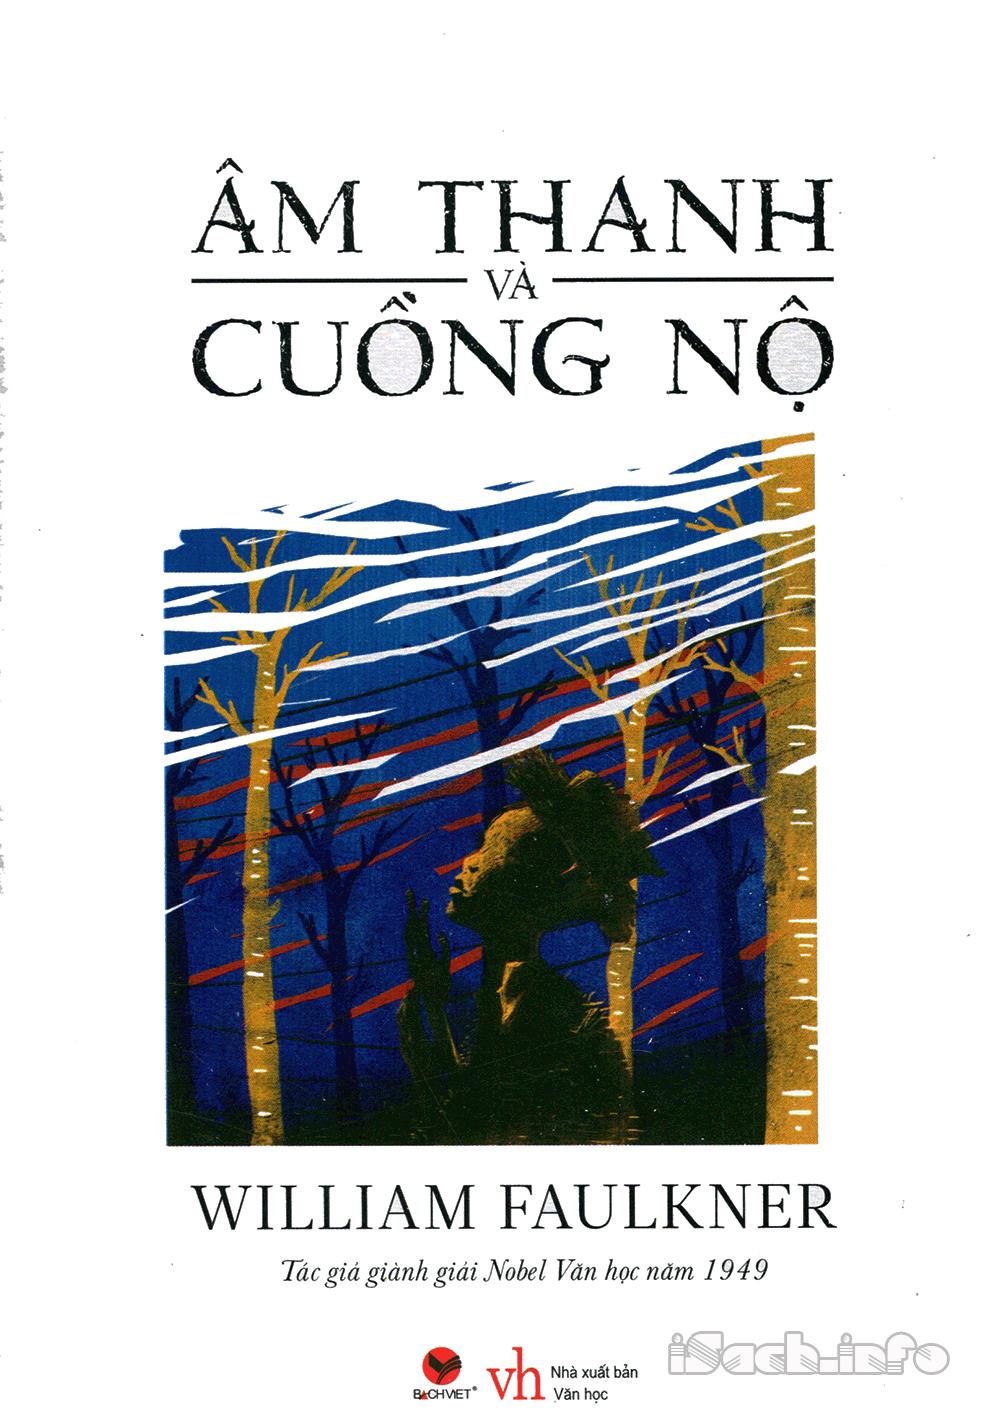 ÂM THANH
VÀ
CUỒNG NỘ
WILLIAM FAULKNER
Tác giả giành giải Nobel Văn học năm 1949
BACHVIET®
vh Nhà xuất bản
Văn học
iSach.info